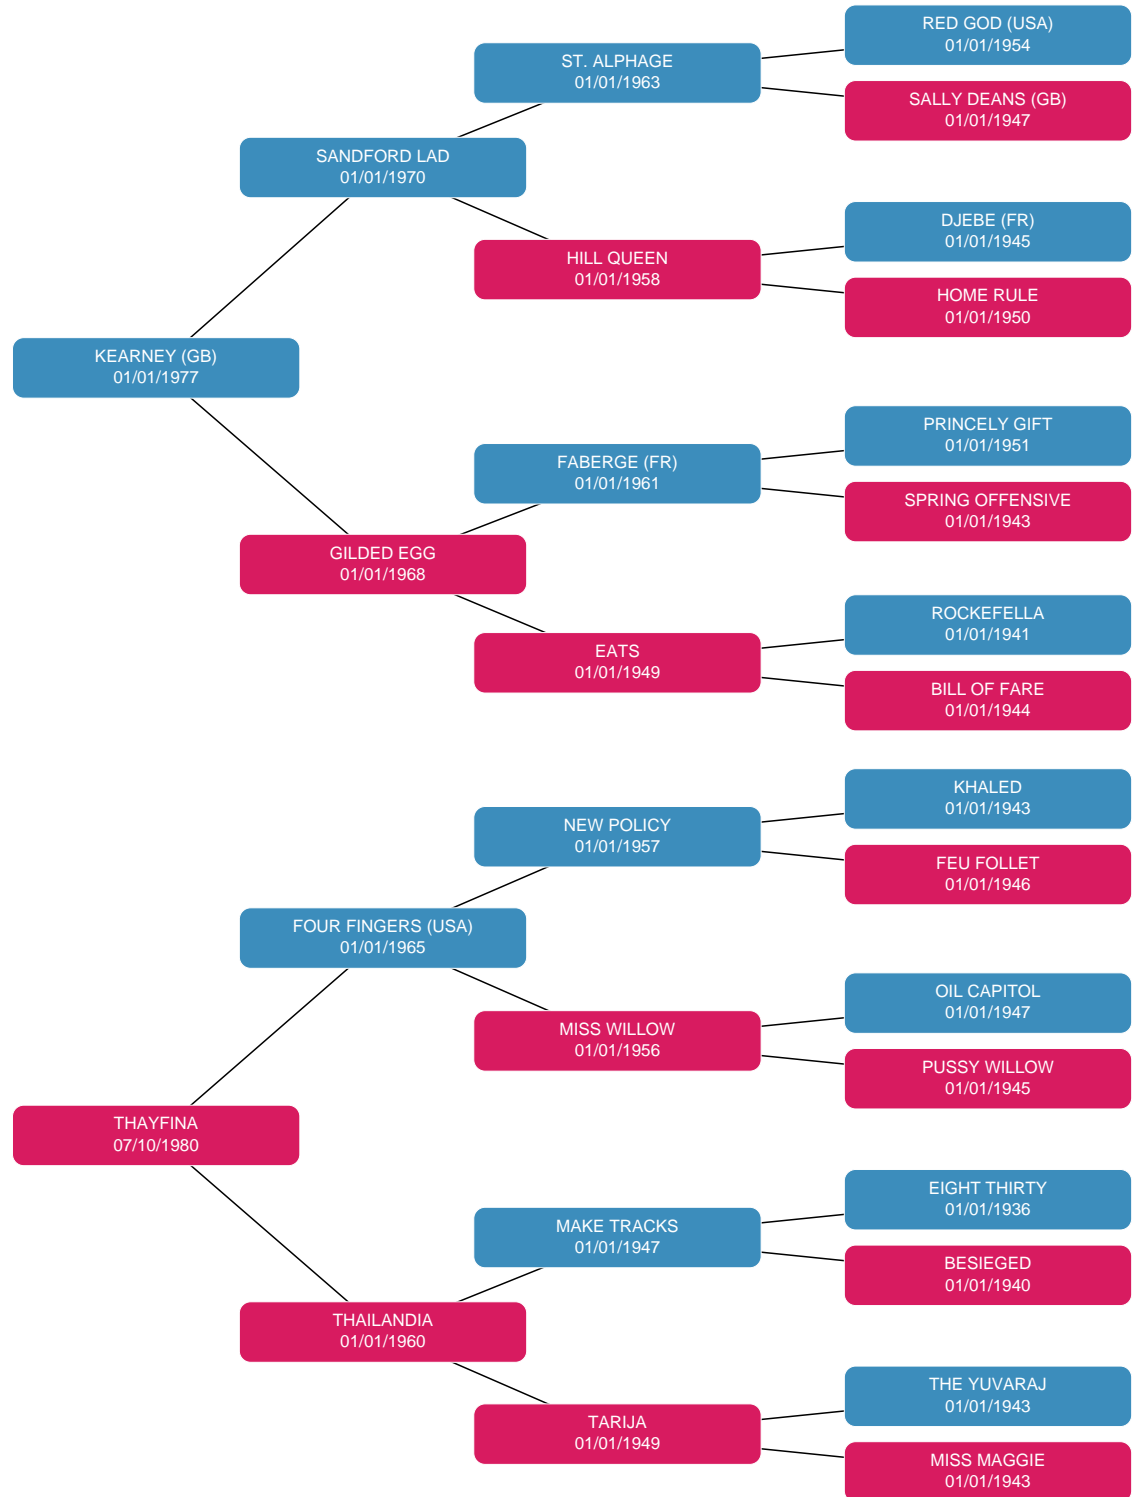 RED GOD (USA)
01/01/1954
ST. ALPHAGE
01/01/1963
SALLY DEANS (GB)
01/01/1947
SANDFORD LAD
01/01/1970
DJEBE (FR)
01/01/1945
HILL QUEEN
01/01/1958
HOME RULE
01/01/1950
KEARNEY (GB)
01/01/1977
PRINCELY GIFT
01/01/1951
FABERGE (FR)
01/01/1961
SPRING OFFENSIVE
01/01/1943
GILDED EGG
01/01/1968
ROCKEFELLA
01/01/1941
EATS
01/01/1949
BILL OF FARE
01/01/1944
KHALED
01/01/1943
NEW POLICY
01/01/1957
FEU FOLLET
01/01/1946
FOUR FINGERS (USA)
01/01/1965
OIL CAPITOL
01/01/1947
MISS WILLOW
01/01/1956
PUSSY WILLOW
01/01/1945
THAYFINA
07/10/1980
EIGHT THIRTY
01/01/1936
MAKE TRACKS
01/01/1947
BESIEGED
01/01/1940
THAILANDIA
01/01/1960
THE YUVARAJ
01/01/1943
TARIJA
01/01/1949
MISS MAGGIE
01/01/1943